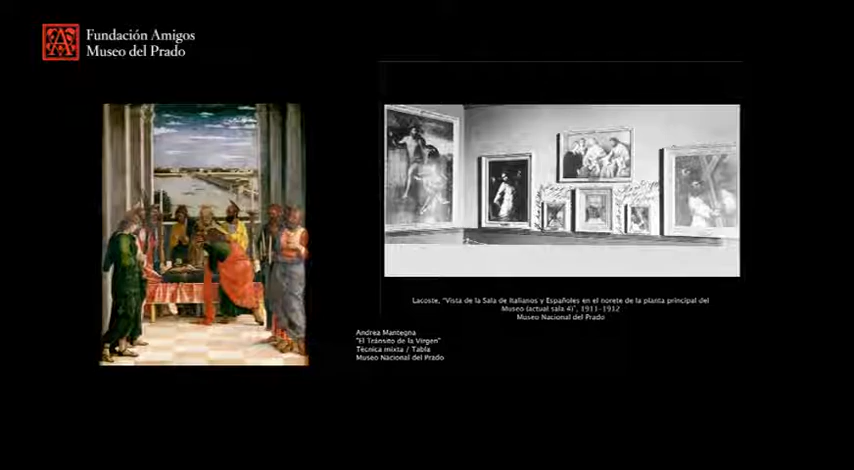 Fundación Amigos
Museo del Prado
Lacoste, "Vista de la Sala de Italianos y Españoles en el norete de la planta principal del
Museo (actual sala 4)", 1911-1912
Museo Nacional del Prado
Andrea Mantegna
"El Tránsito de la Virgen"
Técnica mixta / Tabla
Museo Nacional del Prado